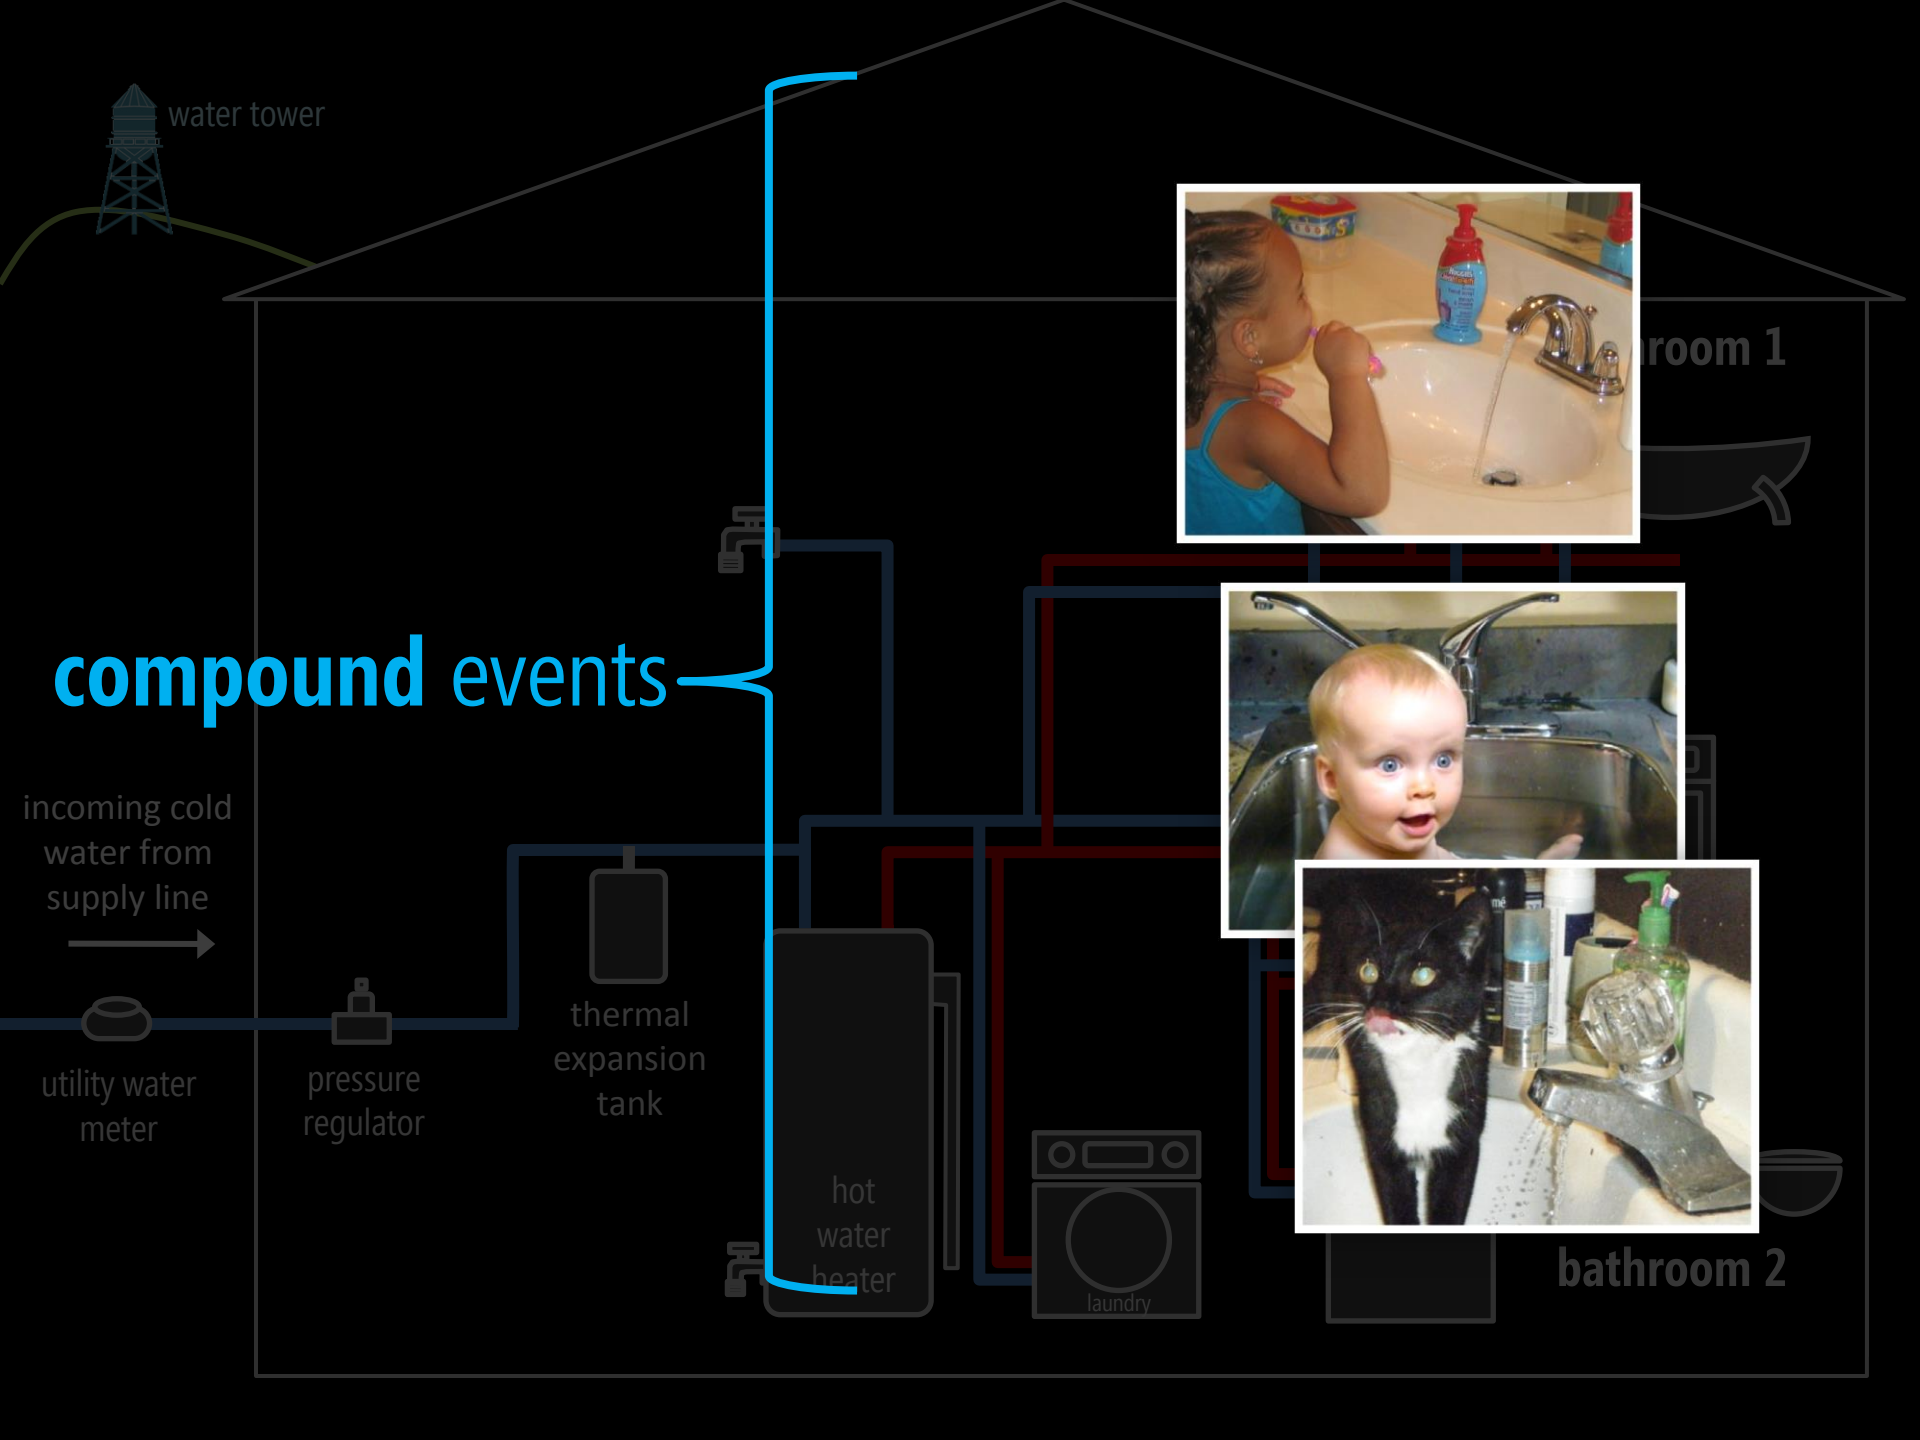 water tower
room 1
compound events
incoming cold
water from
supply line
thermal
expansion
tank
utility water
meter
pressure
regulator
hot
water
heater
laundry
bathroom 2
HUGGIES